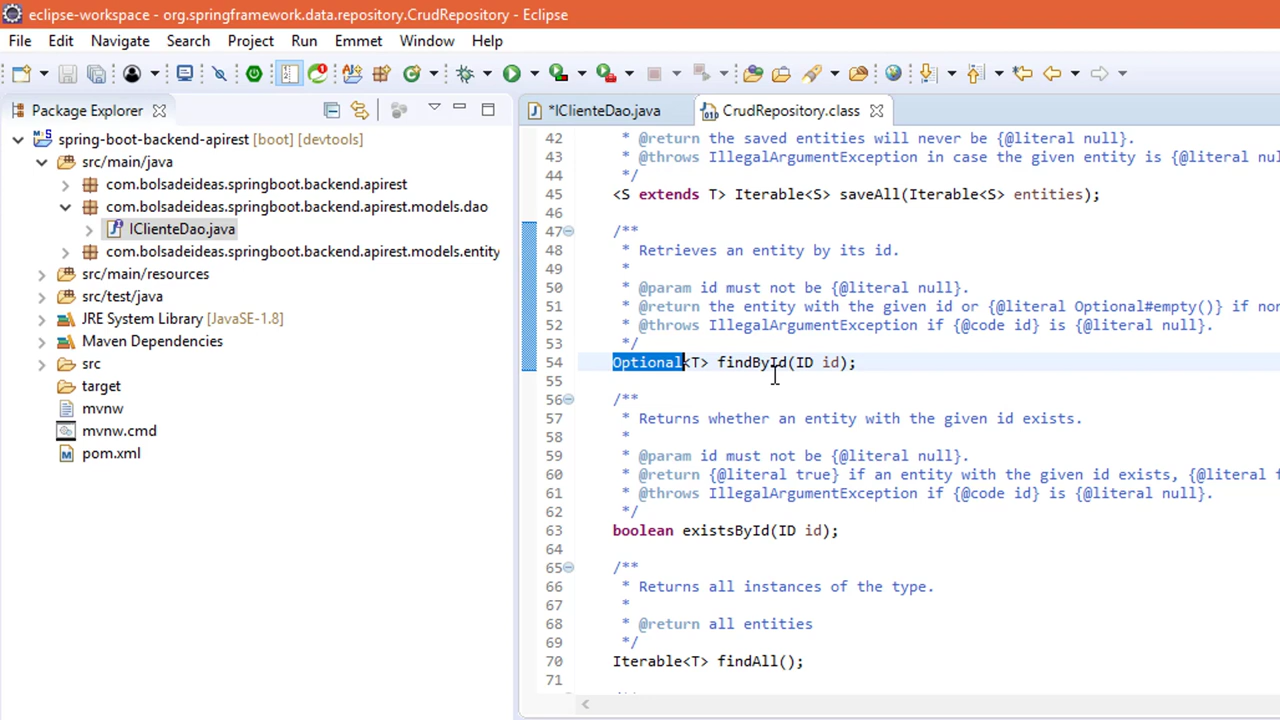 eclipse-workspace - org.springframework.data.repository.CrudRepository - Eclipse
File Edit Navigate Search Project Run Emmet Window Help
Package Explorer
*IClienteDao.java CrudRepository.class
spring-boot-backend-apirest [boot] [devtools]
src/main/java
com.bolsadeideas.springboot.backend.apirest
com.bolsadeideas.springboot.backend.apirest.models.dao
IClienteDao.java
com.bolsadeideas.springboot.backend.apirest.models.entity
src/main/resources
src/test/java
JRE System Library [JavaSE-1.8]
Maven Dependencies
src
target
mvnw
mvnw.cmd
pom.xml
42 * @return the saved entities will never be {@literal null}.
43 * @throws IllegalArgumentException in case the given entity is {@literal nul
44 */
45 <S extends T> Iterable<S> saveAll(Iterable<S> entities);
46
47 /**
48 * Retrieves an entity by its id.
49 *
50 * @param id must not be {@literal null}.
51 * @return the entity with the given id or {@literal Optional#empty()} if non
52 * @throws IllegalArgumentException if {@code id} is {@literal null}.
53 */
54 Optional<T> findById(ID id);
55
56 /**
57 * Returns whether an entity with the given id exists.
58 *
59 * @param id must not be {@literal null}.
60 * @return {@literal true} if an entity with the given id exists, {@literal f
61 * @throws IllegalArgumentException if {@code id} is {@literal null}.
62 */
63 boolean existsById(ID id);
64
65 /**
66 * Returns all instances of the type.
67 *
68 * @return all entities
69 */
70 Iterable<T> findAll();
71